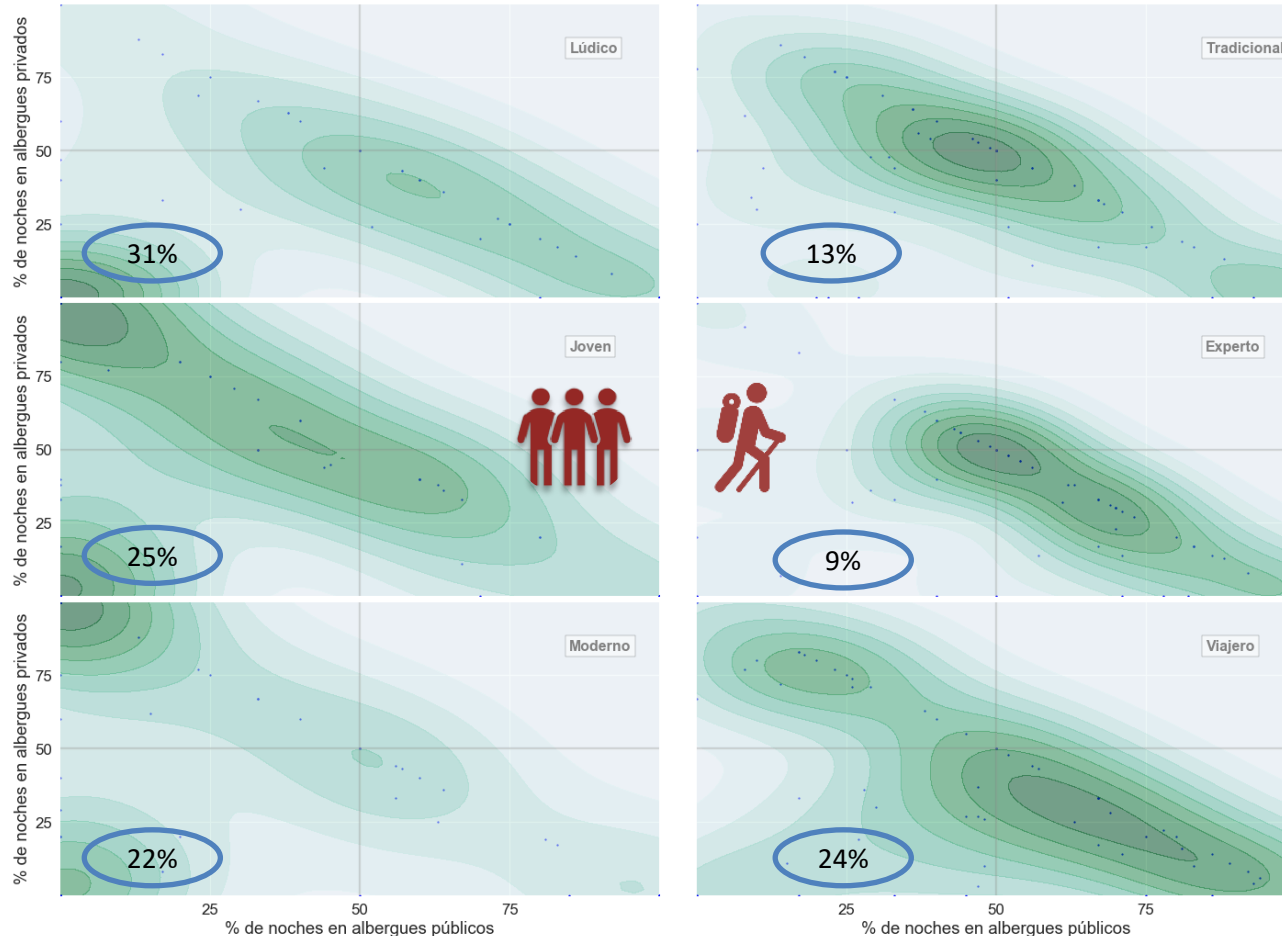 % de noches en albergues privados
75
50
25
Lúdico
31%
Tradicional
13%
% de noches en albergues privados
75
50
25
Joven
25%
Experto
9%
% de noches en albergues privados
75
50
25
Moderno
22%
Viajero
24%
25
50
75
25
50
75
% de noches en albergues públicos
% de noches en albergues públicos